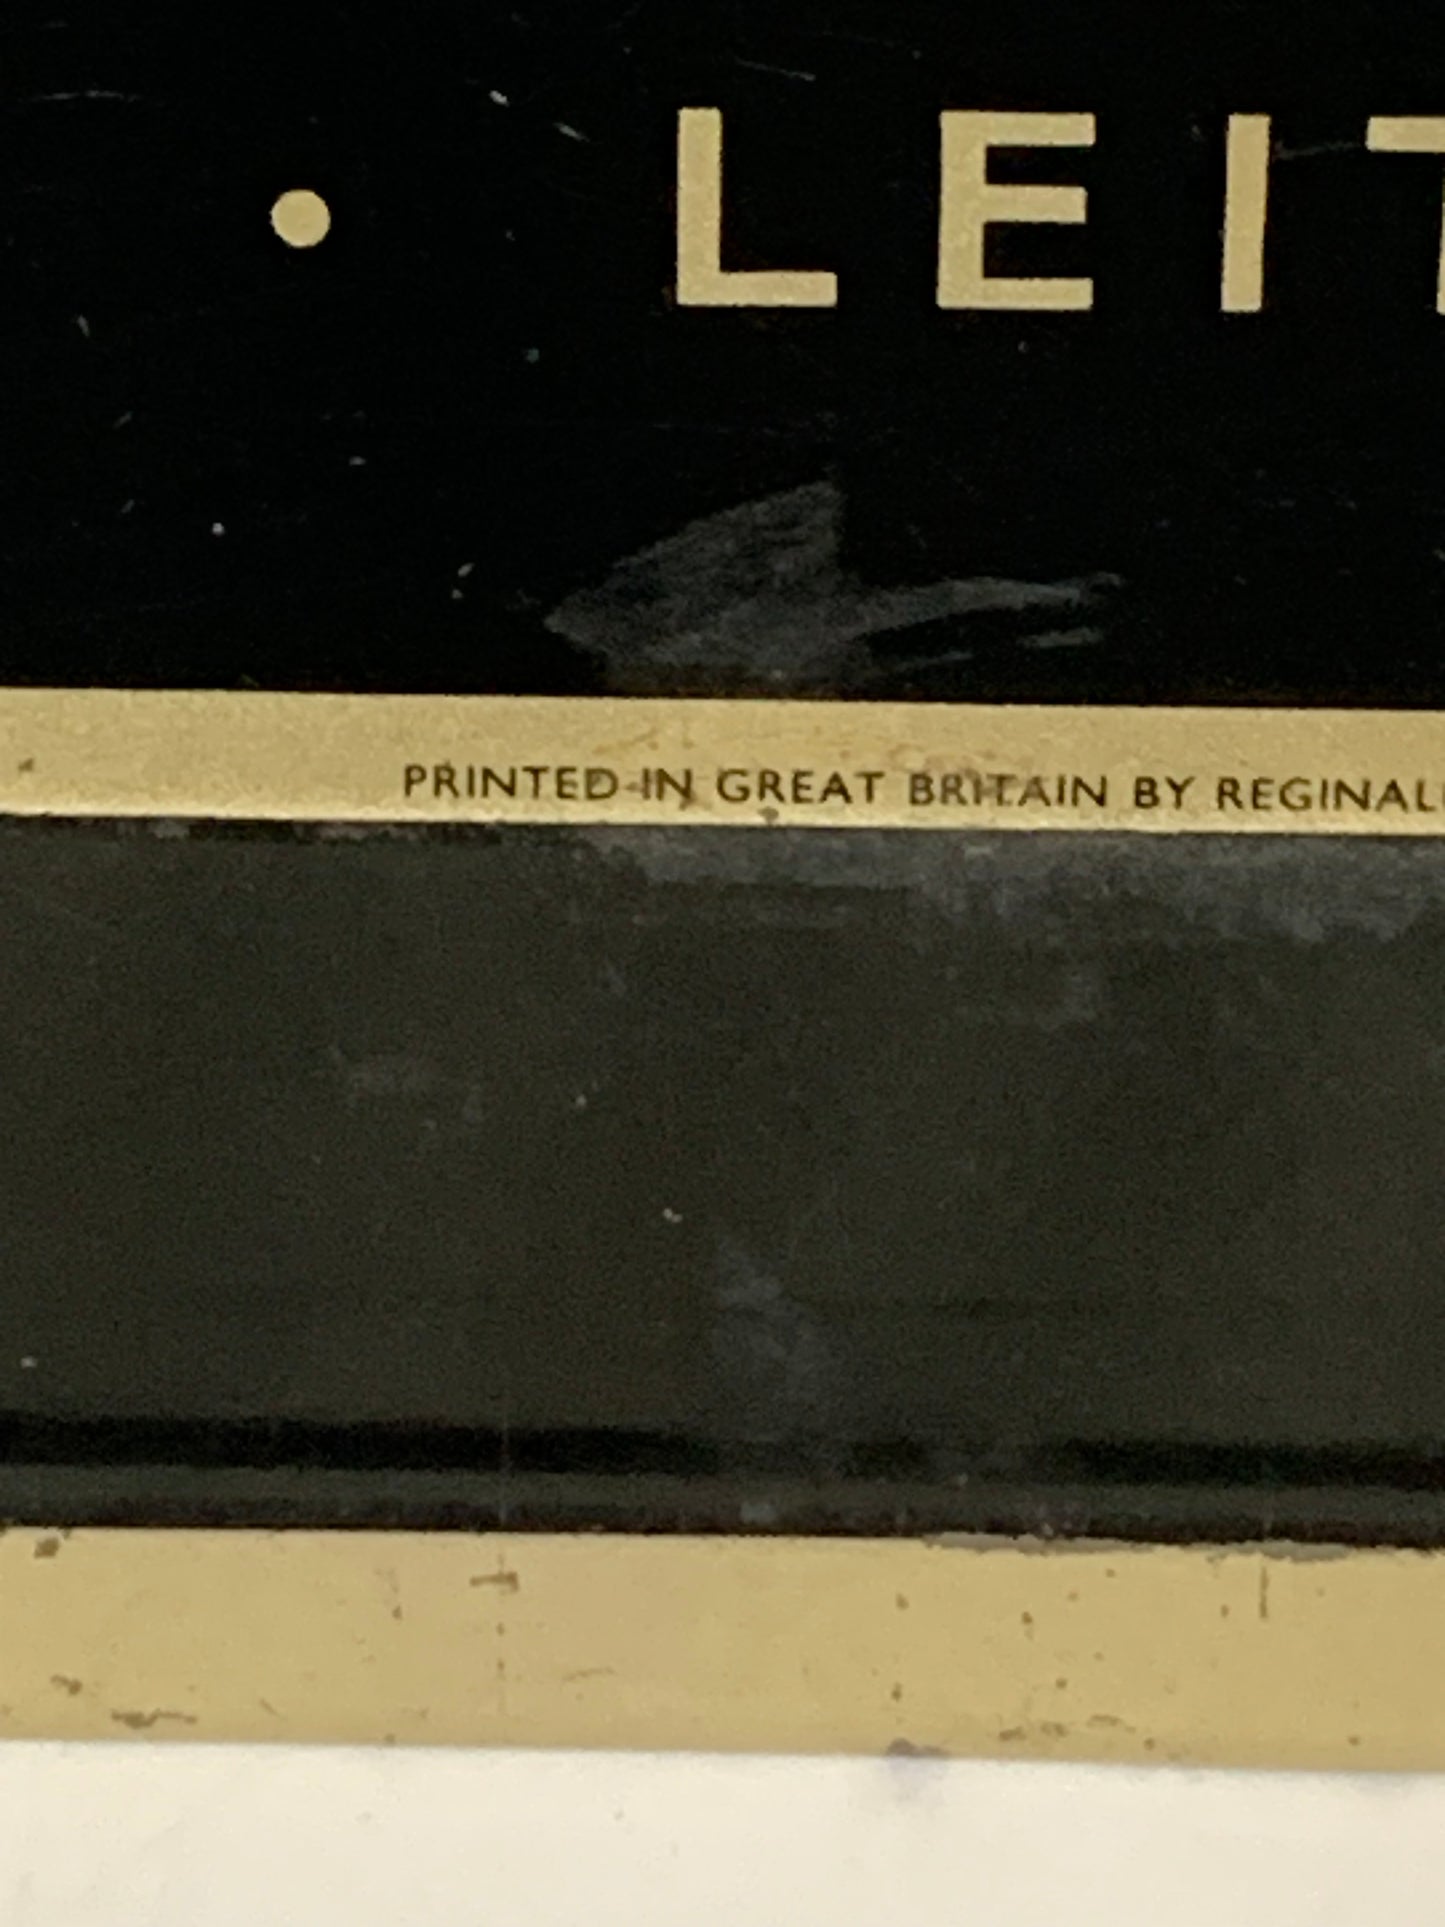 • LEIT
PRINTED IN GREAT BRITAIN BY REGINAL